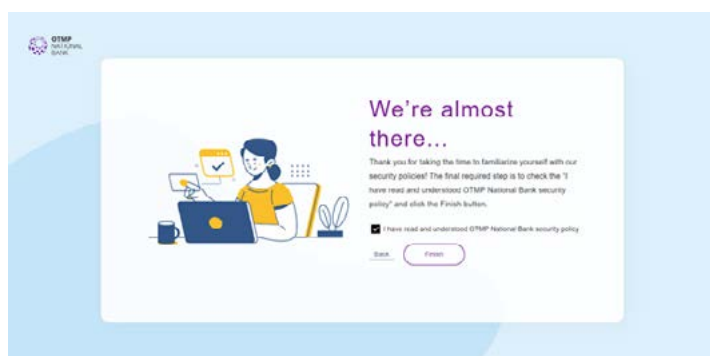 OTMP
NATIONAL
BANK
We're almost
there...
Thank you for taking the time to familiarize yourself with our
security policies! The final required step is to check the "I
have read and understood OTMP National Bank security
policy" and click the Finish button.
I have read and understood OTMP National Bank security policy
Back
Finish